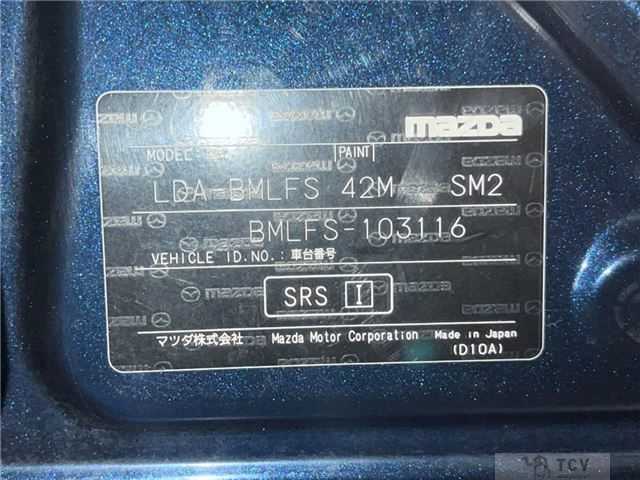 mazda
MODEL PAINT
LDA-BMLFS 42M SM2
BMLFS-103116
VEHICLE ID.NO.:車台番号
SRS I
マツダ株式会社 Mazda Motor Corporation Made in Japan
(D10A)
TCV